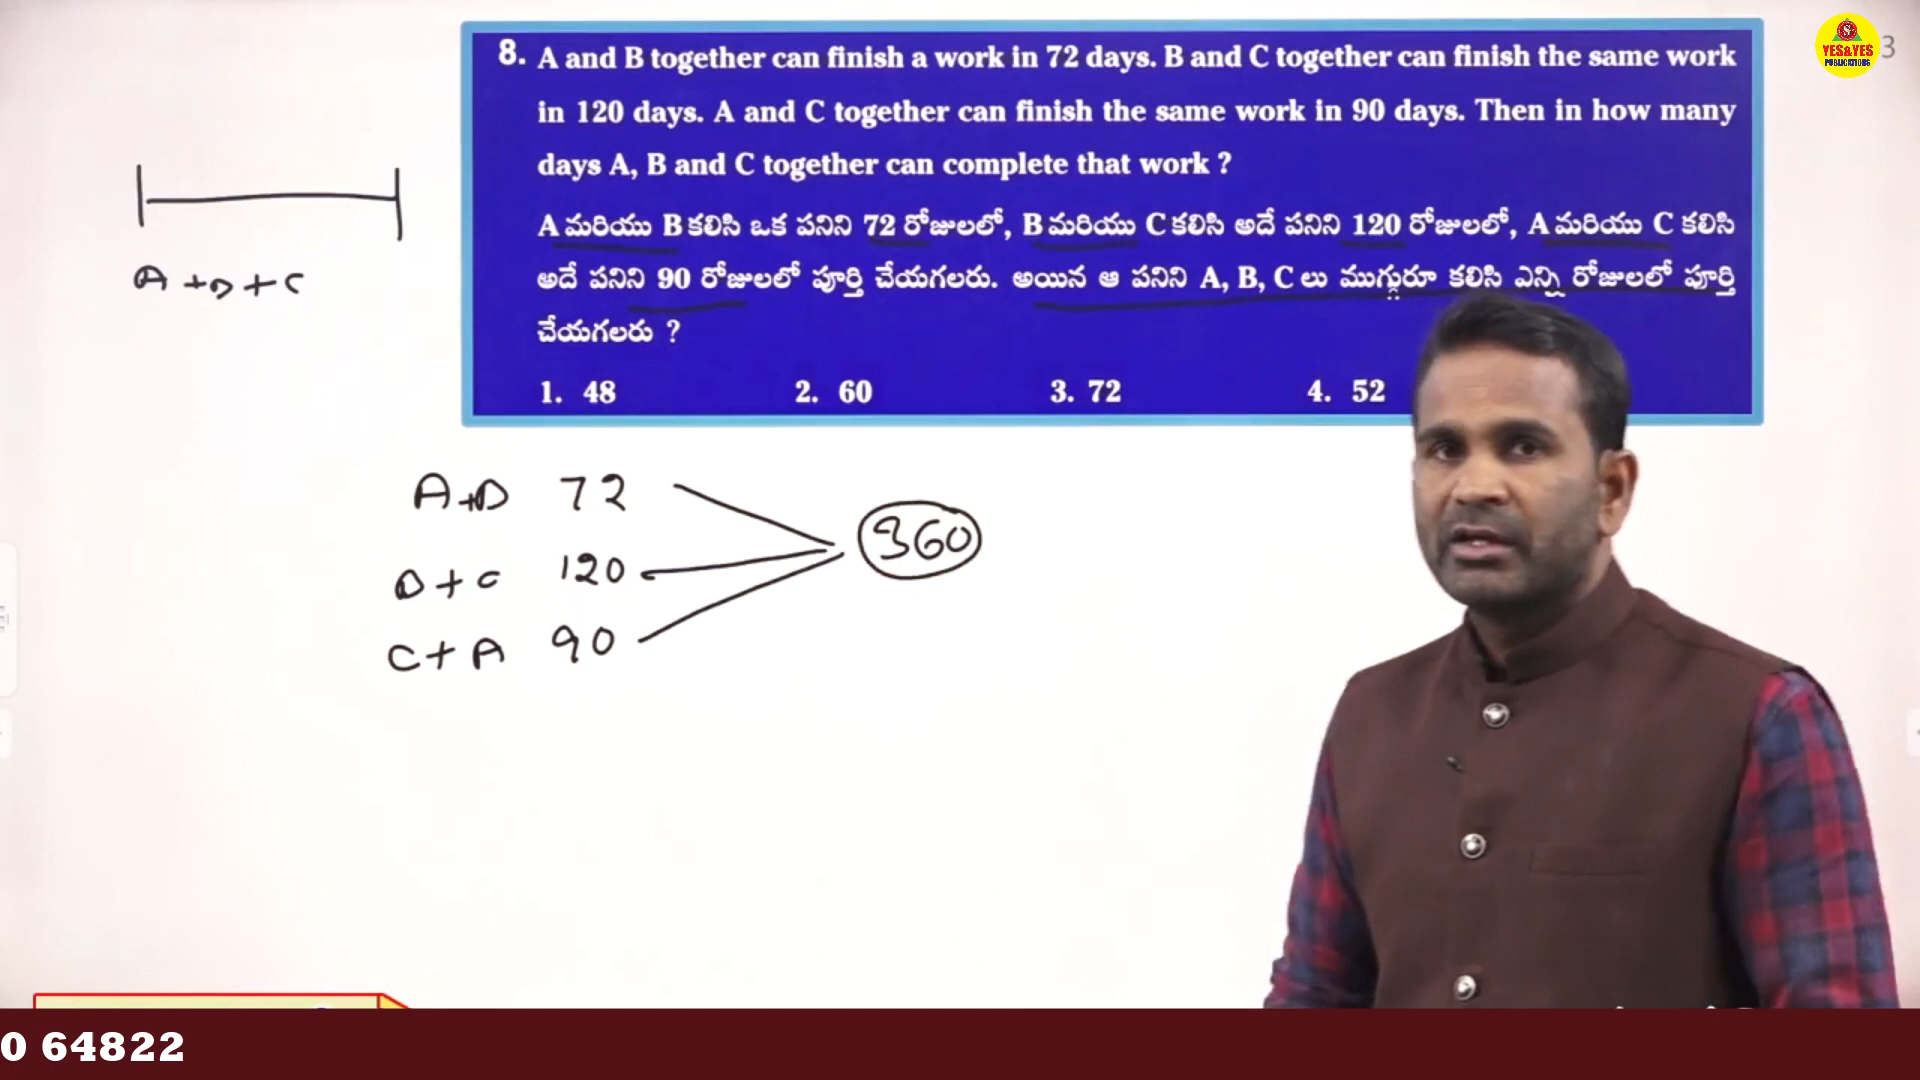 8. A and B together can finish a work in 72 days. B and C together can finish the same work
in 120 days. A and C together can finish the same work in 90 days. Then in how many
days A, B and C together can complete that work ?
A మరియు B కలిసి ఒక పనిని 72 రోజులలో, B మరియు C కలిసి అదే పనిని 120 రోజులలో, A మరియు C కలిసి
అదే పనిని 90 రోజులలో పూర్తి చేయగలరు. అయిన ఆ పనిని A, B, C లు ముగ్గురూ కలిసి ఎన్ని రోజులలో పూర్తి
చేయగలరు ?
1. 48 2. 60 3. 72 4. 52
A + B + C
A+B 72
B + C 120
C + A 90
360
YES&YES
PUBLICATIONS
3
0 64822